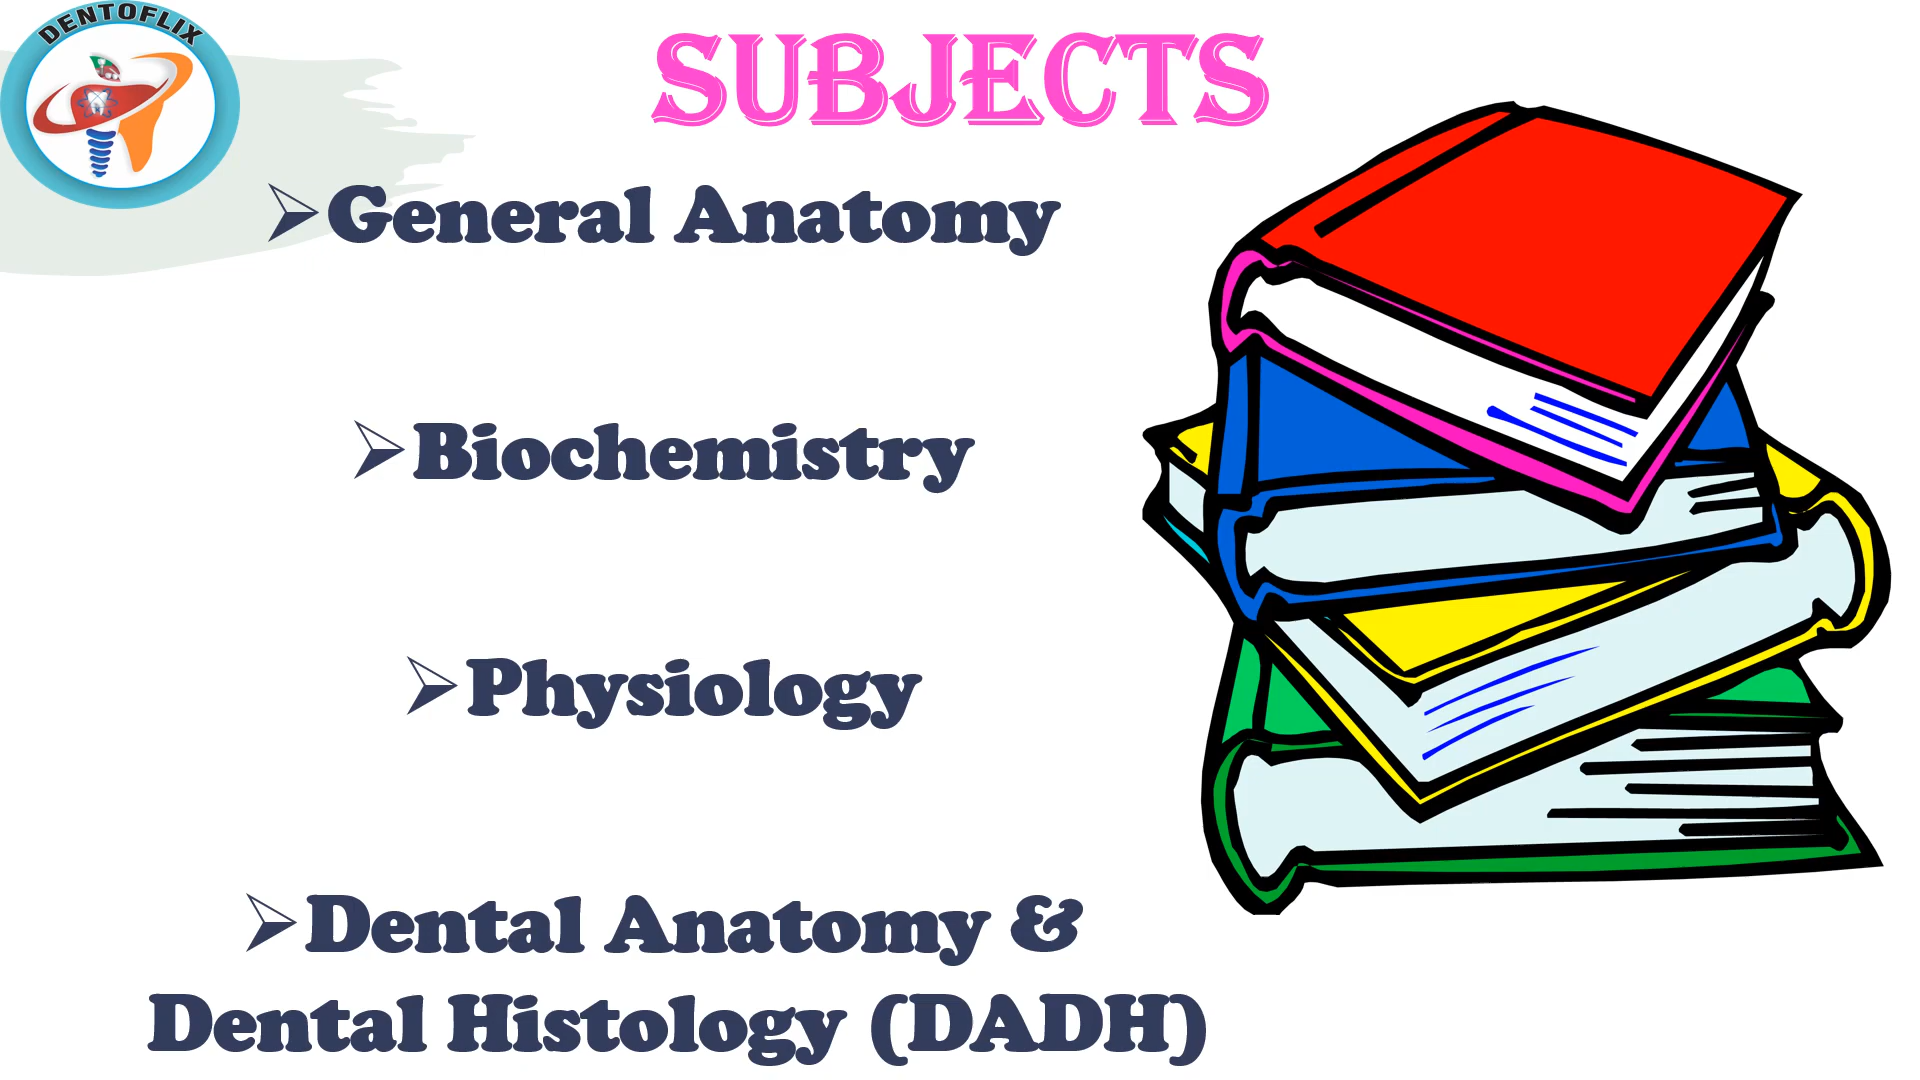 DENTOFLIX
SUBJECTS
➢General Anatomy
➢Biochemistry
➢Physiology
➢Dental Anatomy &
Dental Histology (DADH)